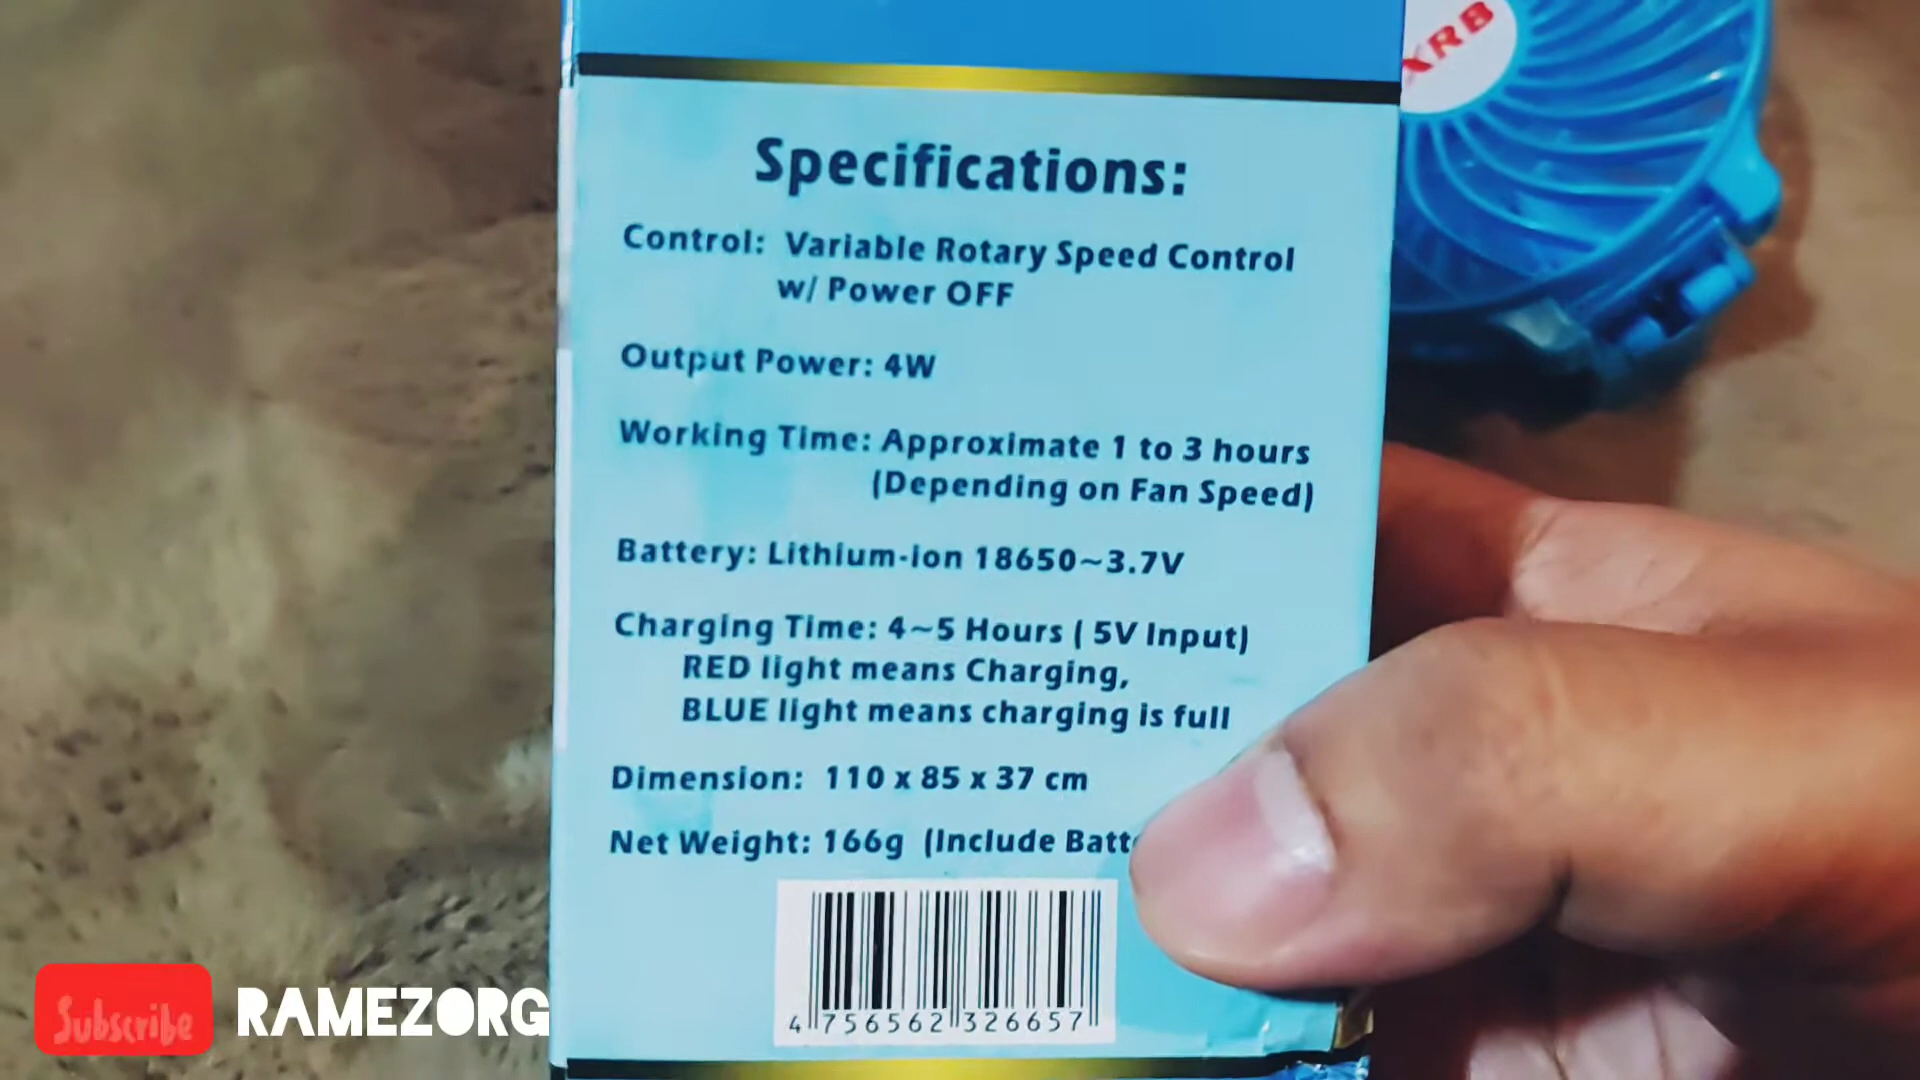 XRB
Specifications:
Control: Variable Rotary Speed Control
w/ Power OFF
Output Power: 4W
Working Time: Approximate 1 to 3 hours
(Depending on Fan Speed)
Battery: Lithium-ion 18650~3.7V
Charging Time: 4~5 Hours ( 5V Input)
RED light means Charging,
BLUE light means charging is full
Dimension: 110 x 85 x 37 cm
Net Weight: 166g (Include
4 756562 326657
Subscribe RAMEZORG